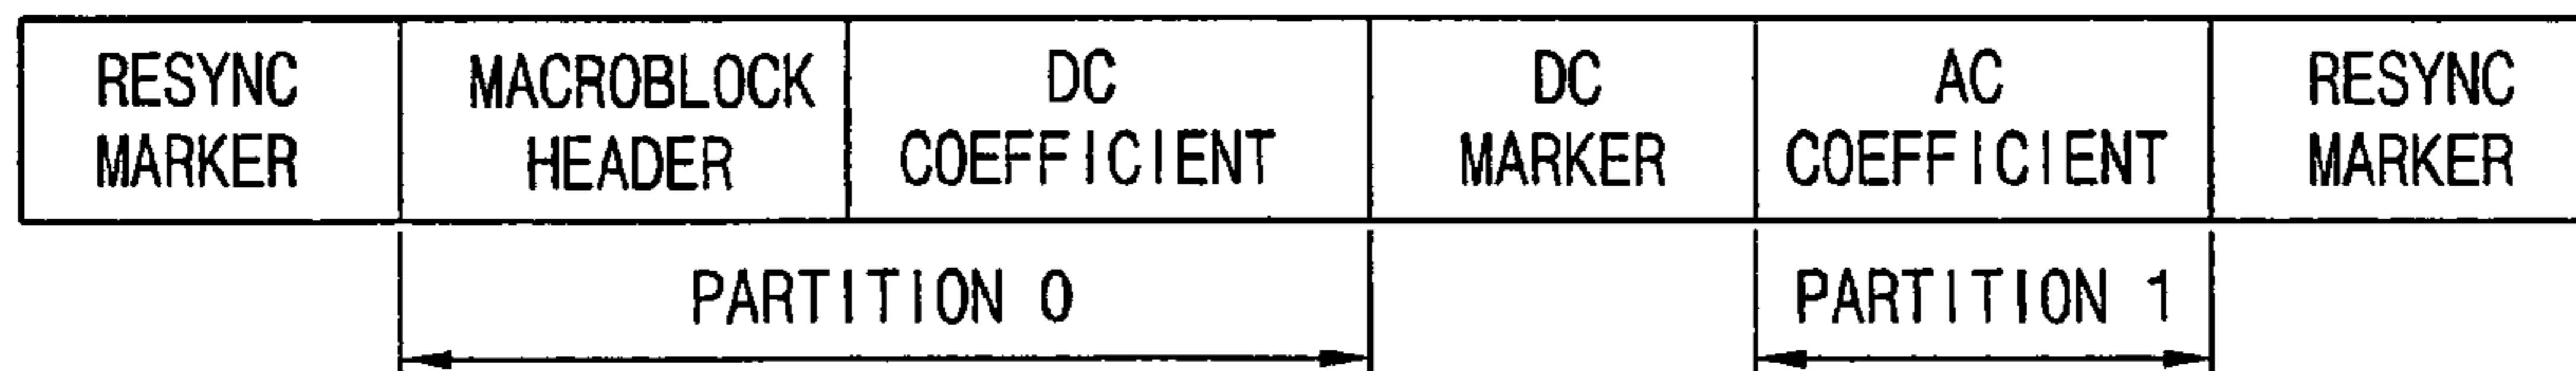 RESYNC MARKER
MACROBLOCK HEADER
DC COEFFICIENT
DC MARKER
AC COEFFICIENT
RESYNC MARKER
PARTITION 0
PARTITION 1